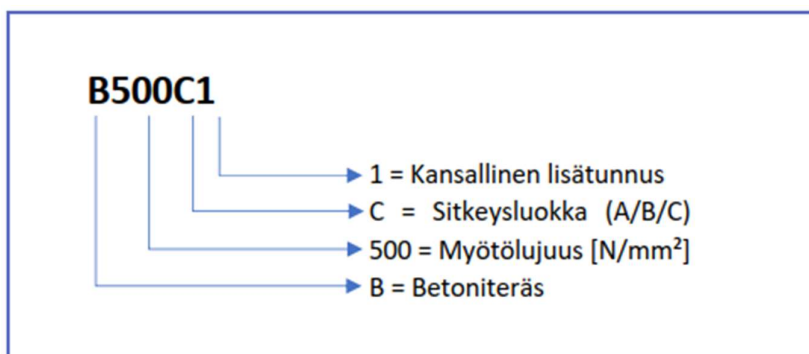 B500C1
1 = Kansallinen lisätunnus
C = Sitkeysluokka (A/B/C)
500 = Myötölujuus [N/mm²]
B = Betoniteräs